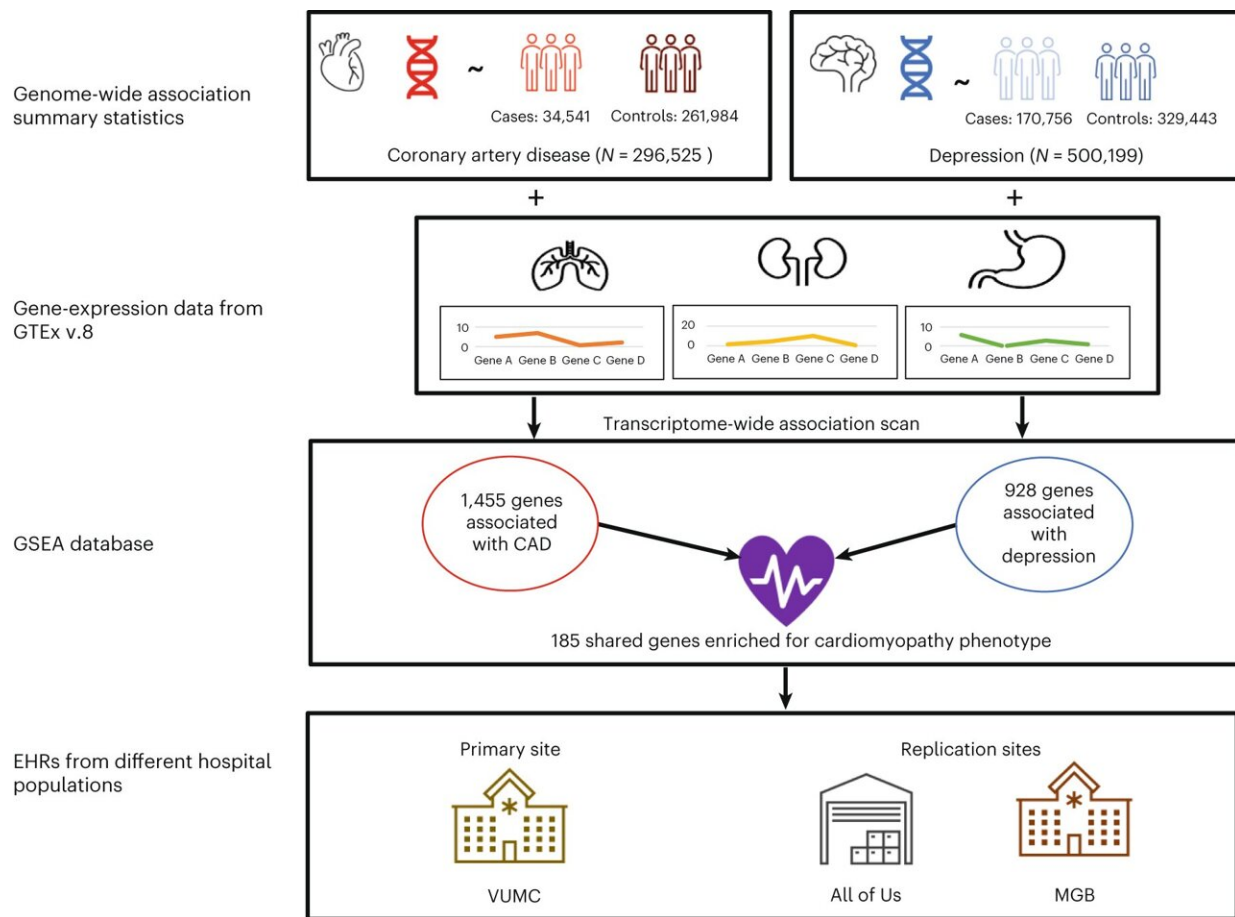 Genome-wide association
summary statistics
~
Cases: 34,541 Controls: 261,984
Coronary artery disease (N = 296,525 )
~
Cases: 170,756 Controls: 329,443
Depression (N = 500,199)
+ +
Gene-expression data from
GTEx v.8
10
0
Gene A Gene B Gene C Gene D
20
0
Gene A Gene B Gene C Gene D
10
0
Gene A Gene B Gene C Gene D
Transcriptome-wide association scan
GSEA database
1,455 genes
associated
with CAD
928 genes
associated
with
depression
185 shared genes enriched for cardiomyopathy phenotype
EHRs from different hospital
populations
Primary site
Replication sites
VUMC
All of Us
MGB